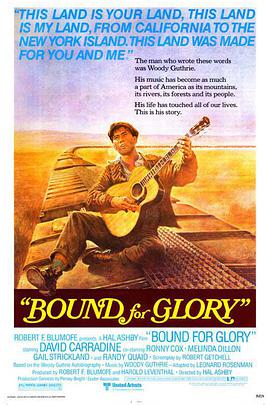 "THIS LAND IS YOUR LAND, THIS LAND
IS MY LAND, FROM CALIFORNIA TO THE
NEW YORK ISLAND. THIS LAND WAS MADE
FOR YOU AND ME"
The man who wrote these words
was Woody Guthrie.
His music has become as much
a part of America as its mountains,
its rivers, its forests and its people.
His life has touched all of our lives.
This is his story.
"BOUND for GLORY"
ROBERT F. BLUMOFE presents A HAL ASHBY Film "BOUND FOR GLORY"
starring DAVID CARRADINE co-starring RONNY COX • MELINDA DILLON
GAIL STRICKLAND and RANDY QUAID • Screenplay by ROBERT GETCHELL
Based on the Woody Guthrie Autobiography • Music by WOODY GUTHRIE • Adapted by LEONARD ROSENMAN
Produced by ROBERT F. BLUMOFE and HAROLD LEVENTHAL • Directed by HAL ASHBY
United Artists